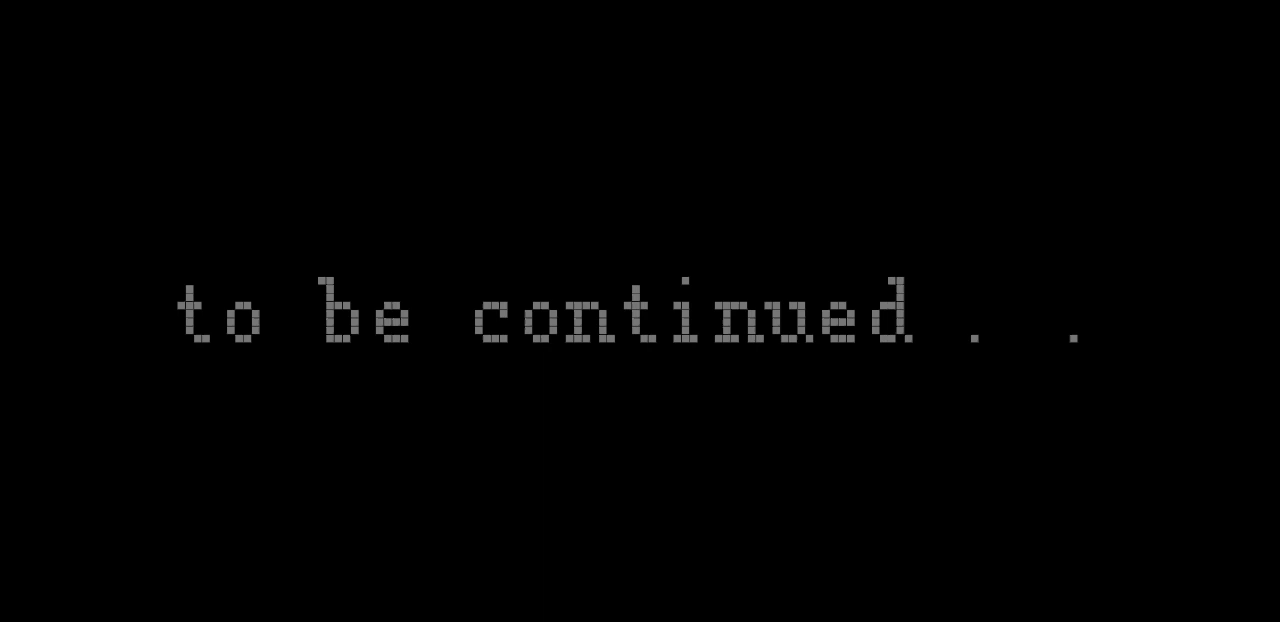 to be continued . .